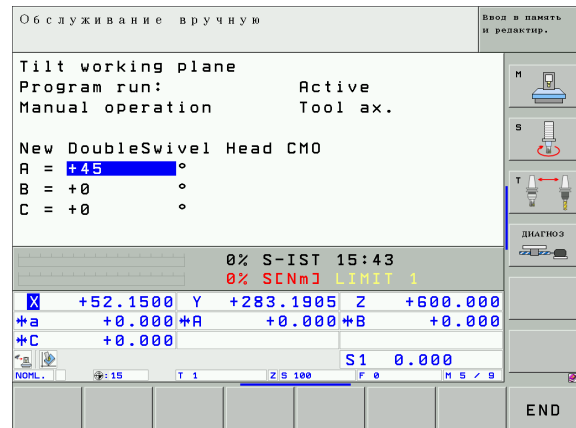 Обслуживание вручную
Ввод в память
и редактир.
Tilt working plane
Program run: Active
Manual operation Tool ax.
New DoubleSwivel Head CMO
A = +45 °
B = +0 °
C = +0 °
M
S
T
ДИАГНОЗ
0% S-IST 15:43
0% S[Nm] LIMIT 1
X +52.1500 Y +283.1905 Z +600.000
a +0.000 A +0.000 B +0.000
C +0.000
S1 0.000
NOML. :15 T 1 Z S 100 F 0 M 5 / 9
END